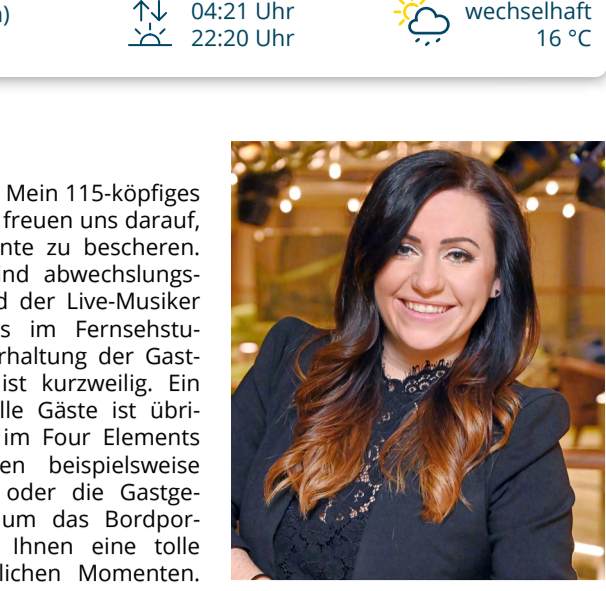 )
04:21 Uhr
22:20 Uhr
wechselhaft
16 °C
Mein 115-köpfiges
freuen uns darauf,
nte zu bescheren.
ind abwechslungs-
d der Live-Musiker
s im Fernsehstu-
rhaltung der Gast-
ist kurzweilig. Ein
lle Gäste ist übri-
im Four Elements
en beispielsweise
oder die Gastge-
um das Bordpor-
Ihnen eine tolle
lichen Momenten.